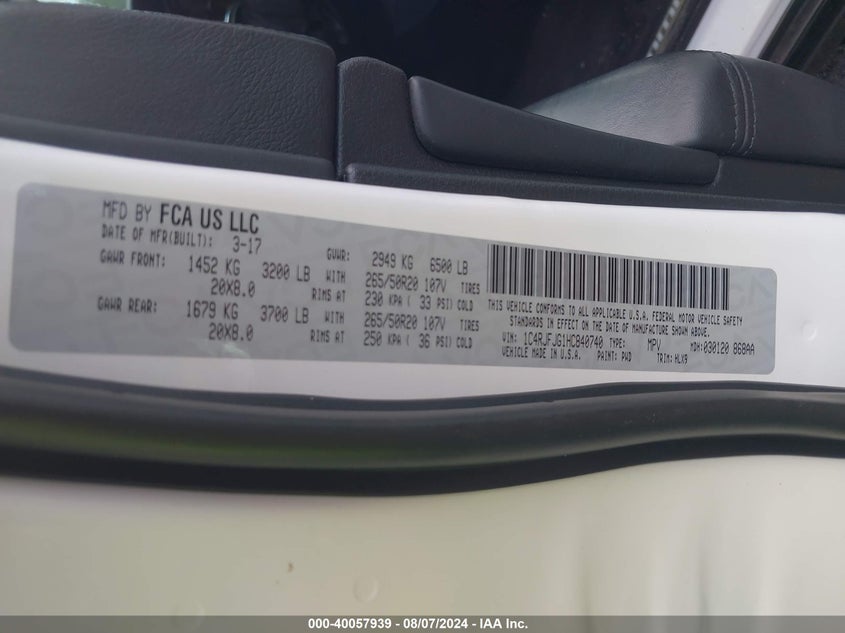 MFD BY FCA US LLC
DATE OF MFR(BUILT): 3-17 GVWR: 2949 KG 6500 LB
GAWR FRONT: 1452 KG 3200 LB WITH 265/50R20 107V TIRES
20X8.0 RIMS AT 230 KPA ( 33 PSI) COLD
GAWR REAR: 1679 KG 3700 LB WITH 265/50R20 107V TIRES
20X8.0 RIMS AT 250 KPA ( 36 PSI) COLD
THIS VEHICLE CONFORMS TO ALL APPLICABLE U.S.A. FEDERAL MOTOR VEHICLE SAFETY
STANDARDS IN EFFECT ON THE DATE OF MANUFACTURE SHOWN ABOVE.
VIN: 1C4RJFJG1HC840740 TYPE: MPV MDH: 030120 868AA
VEHICLE MADE IN U.S.A. PAINT: PWD TRIM: HLX9
000-40057939 - 08/07/2024 - IAA Inc.